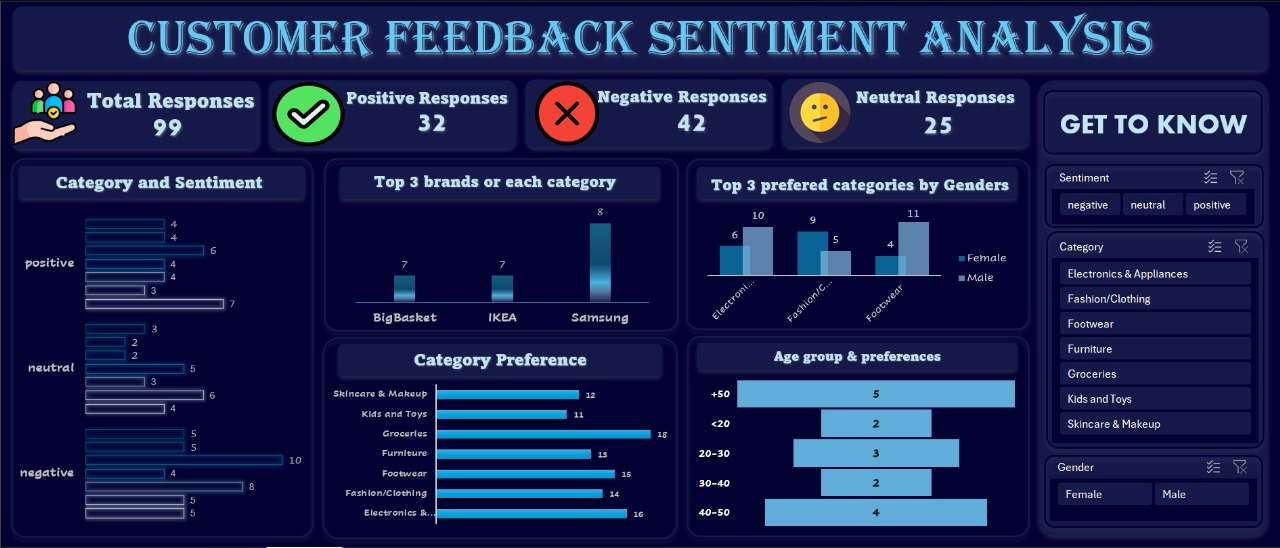 CUSTOMER FEEDBACK SENTIMENT ANALYSIS
Total Responses
99
Positive Responses
32
Negative Responses
42
Neutral Responses
25
GET TO KNOW
Category and Sentiment
positive
4
4
6
4
4
3
7
neutral
3
2
2
5
3
6
4
negative
5
5
10
4
8
5
5
Top 3 brands or each category
7
7
8
BigBasket
IKEA
Samsung
Top 3 prefered categories by Genders
6
10
9
5
4
11
Electroni...
Fashion/C...
Footwear
Female
Male
Category Preference
Skincare & Makeup 12
Kids and Toys 11
Groceries 18
Furniture 13
Footwear 15
Fashion/Clothing 14
Electronics &... 16
Age group & preferences
+50 5
<20 2
20-30 3
30-40 2
40-50 4
Sentiment
negative neutral positive
Category
Electronics & Appliances
Fashion/Clothing
Footwear
Furniture
Groceries
Kids and Toys
Skincare & Makeup
Gender
Female Male